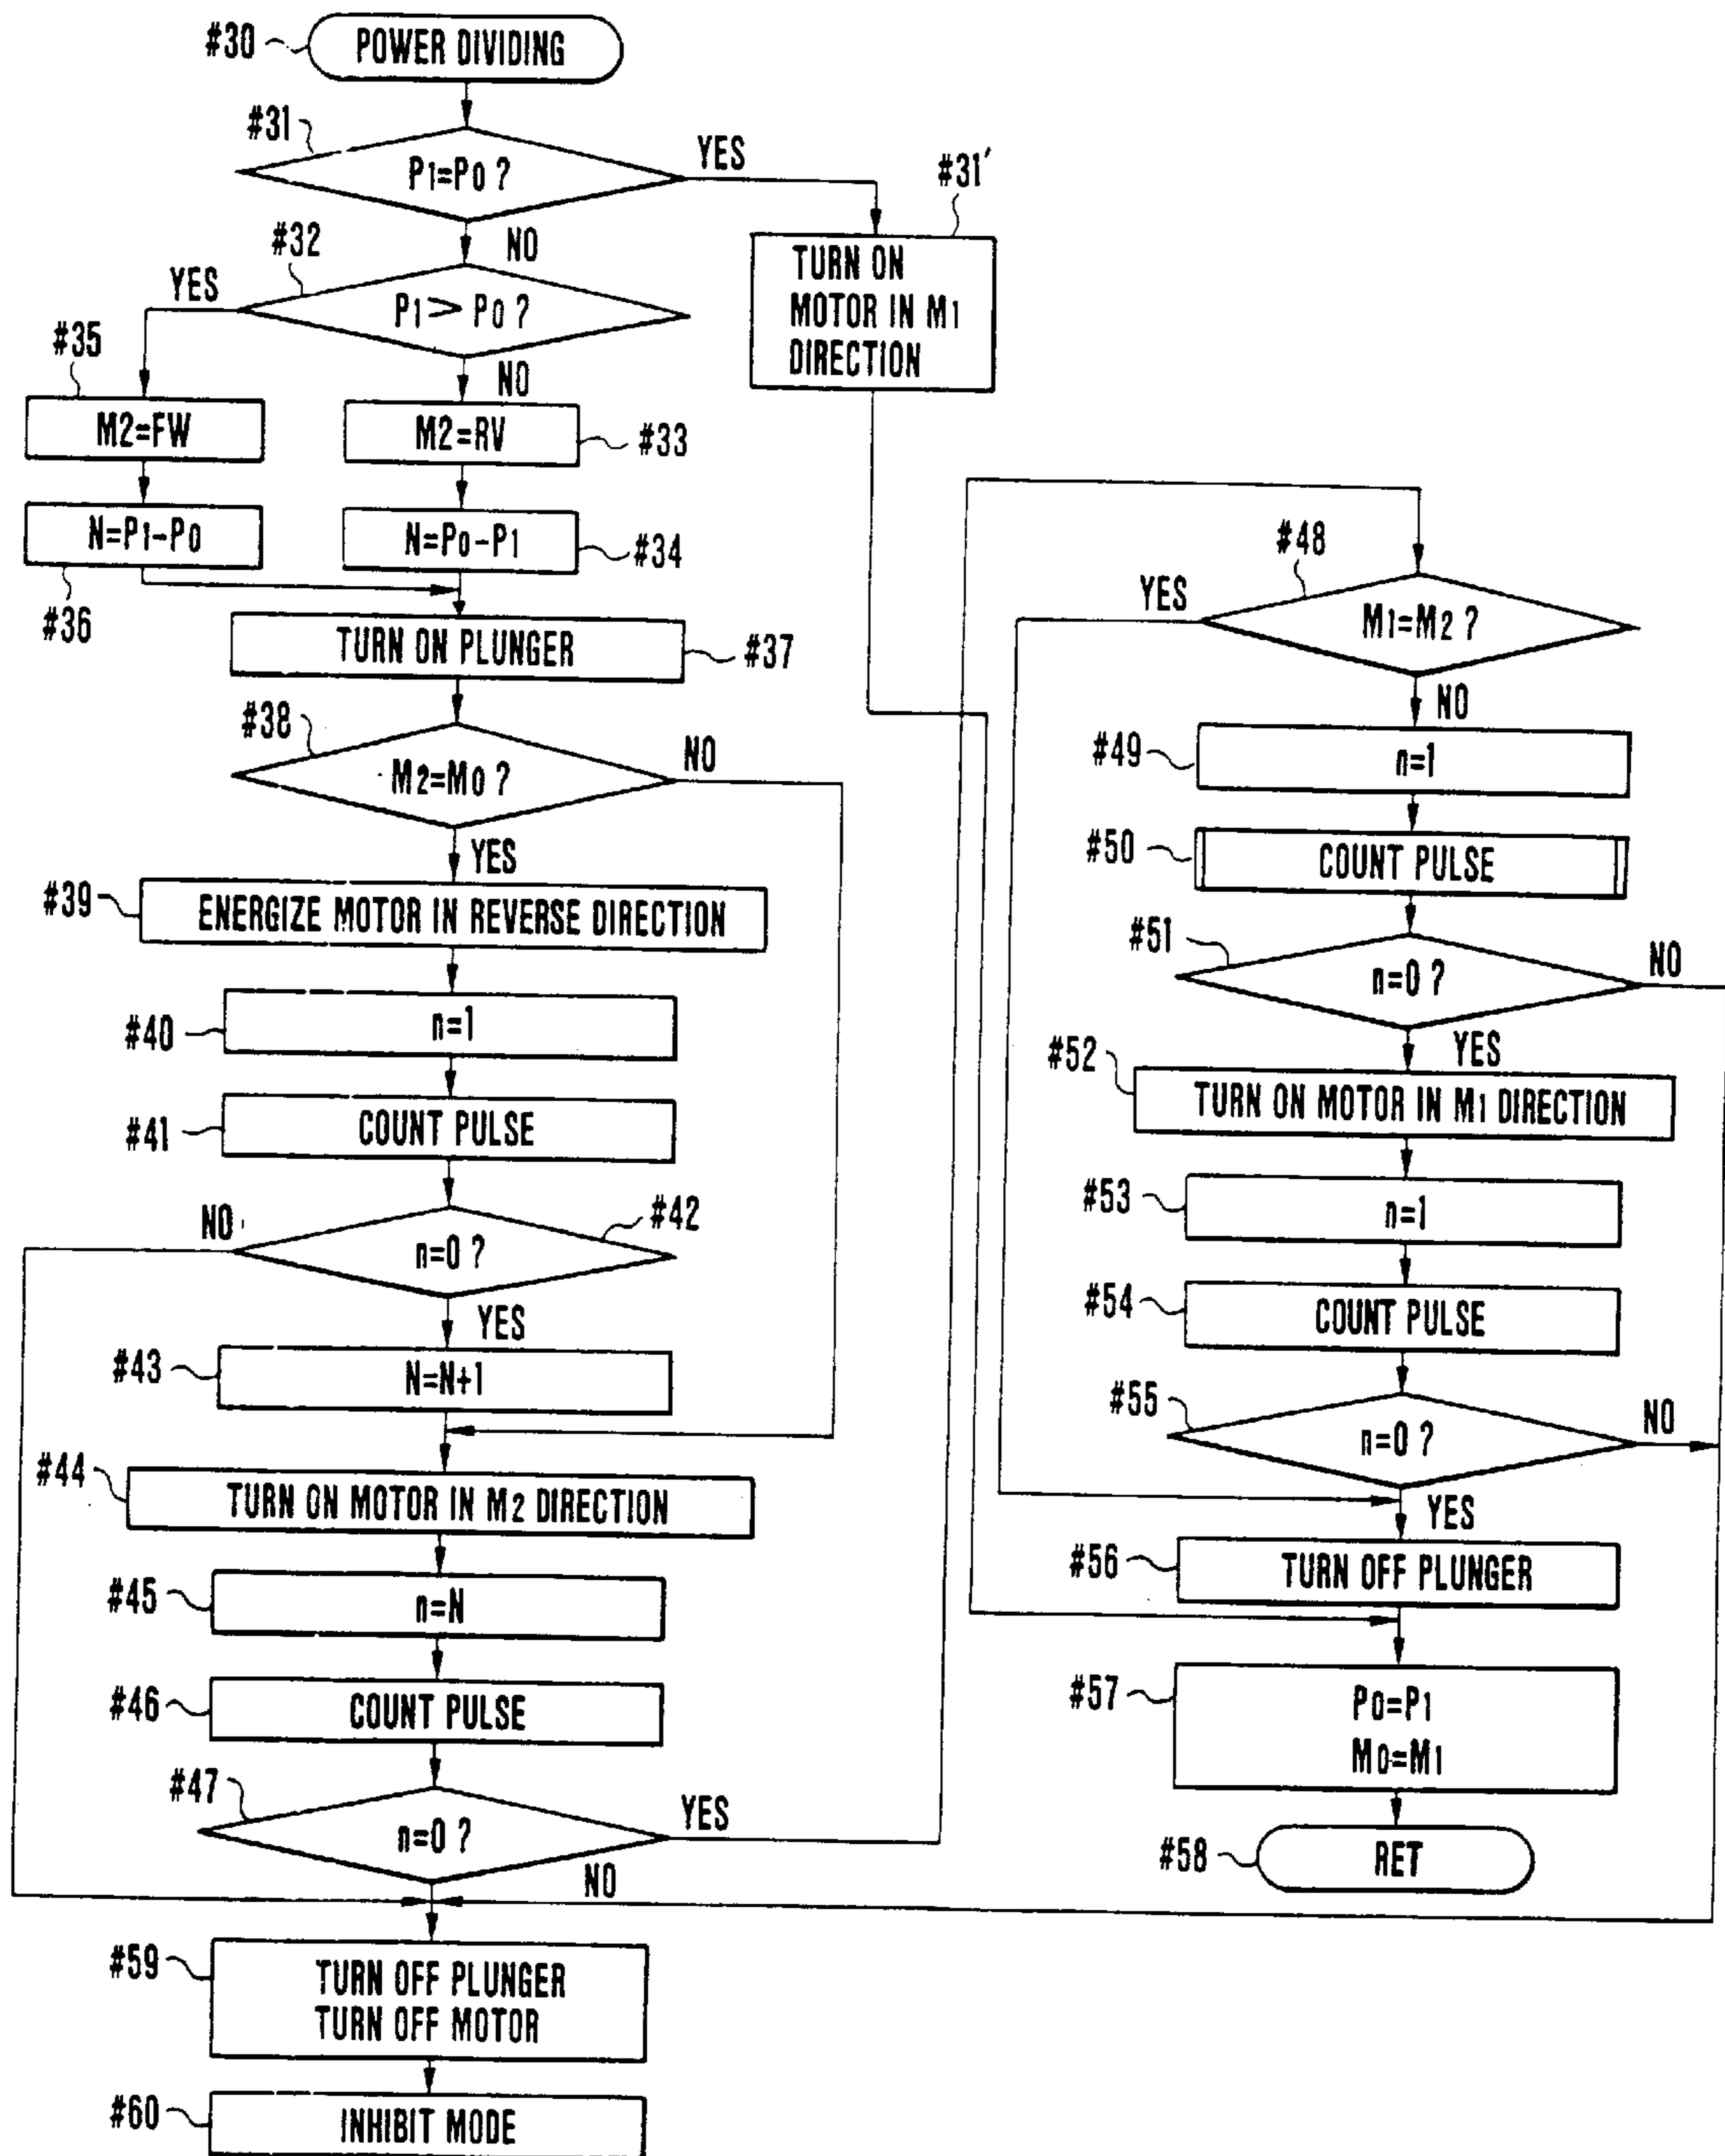 #30
POWER DIVIDING
#31
P1=P0 ?
YES
NO
#31'
TURN ON
MOTOR IN M1
DIRECTION
#32
P1 > P0 ?
YES
NO
#35
M2=FW
M2=RV
#33
N=P1-P0
#36
N=P0-P1
#34
TURN ON PLUNGER
#37
#38
M2=M0 ?
NO
YES
#39
ENERGIZE MOTOR IN REVERSE DIRECTION
#40
n=1
#41
COUNT PULSE
#42
n=0 ?
NO
YES
#43
N=N+1
#44
TURN ON MOTOR IN M2 DIRECTION
#45
n=N
#46
COUNT PULSE
#47
n=0 ?
YES
NO
#48
M1=M2 ?
YES
NO
#49
n=1
#50
COUNT PULSE
#51
n=0 ?
NO
YES
#52
TURN ON MOTOR IN M1 DIRECTION
#53
n=1
#54
COUNT PULSE
#55
n=0 ?
NO
YES
#56
TURN OFF PLUNGER
#57
P0=P1
M0=M1
#58
RET
#59
TURN OFF PLUNGER
TURN OFF MOTOR
#60
INHIBIT MODE